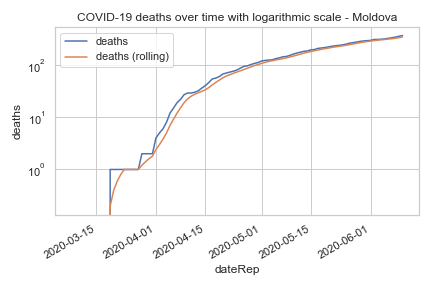 COVID-19 deaths over time with logarithmic scale - Moldova
deaths
deaths (rolling)
10²
10¹
10⁰
deaths
2020-03-15
2020-04-01
2020-04-15
2020-05-01
2020-05-15
2020-06-01
dateRep